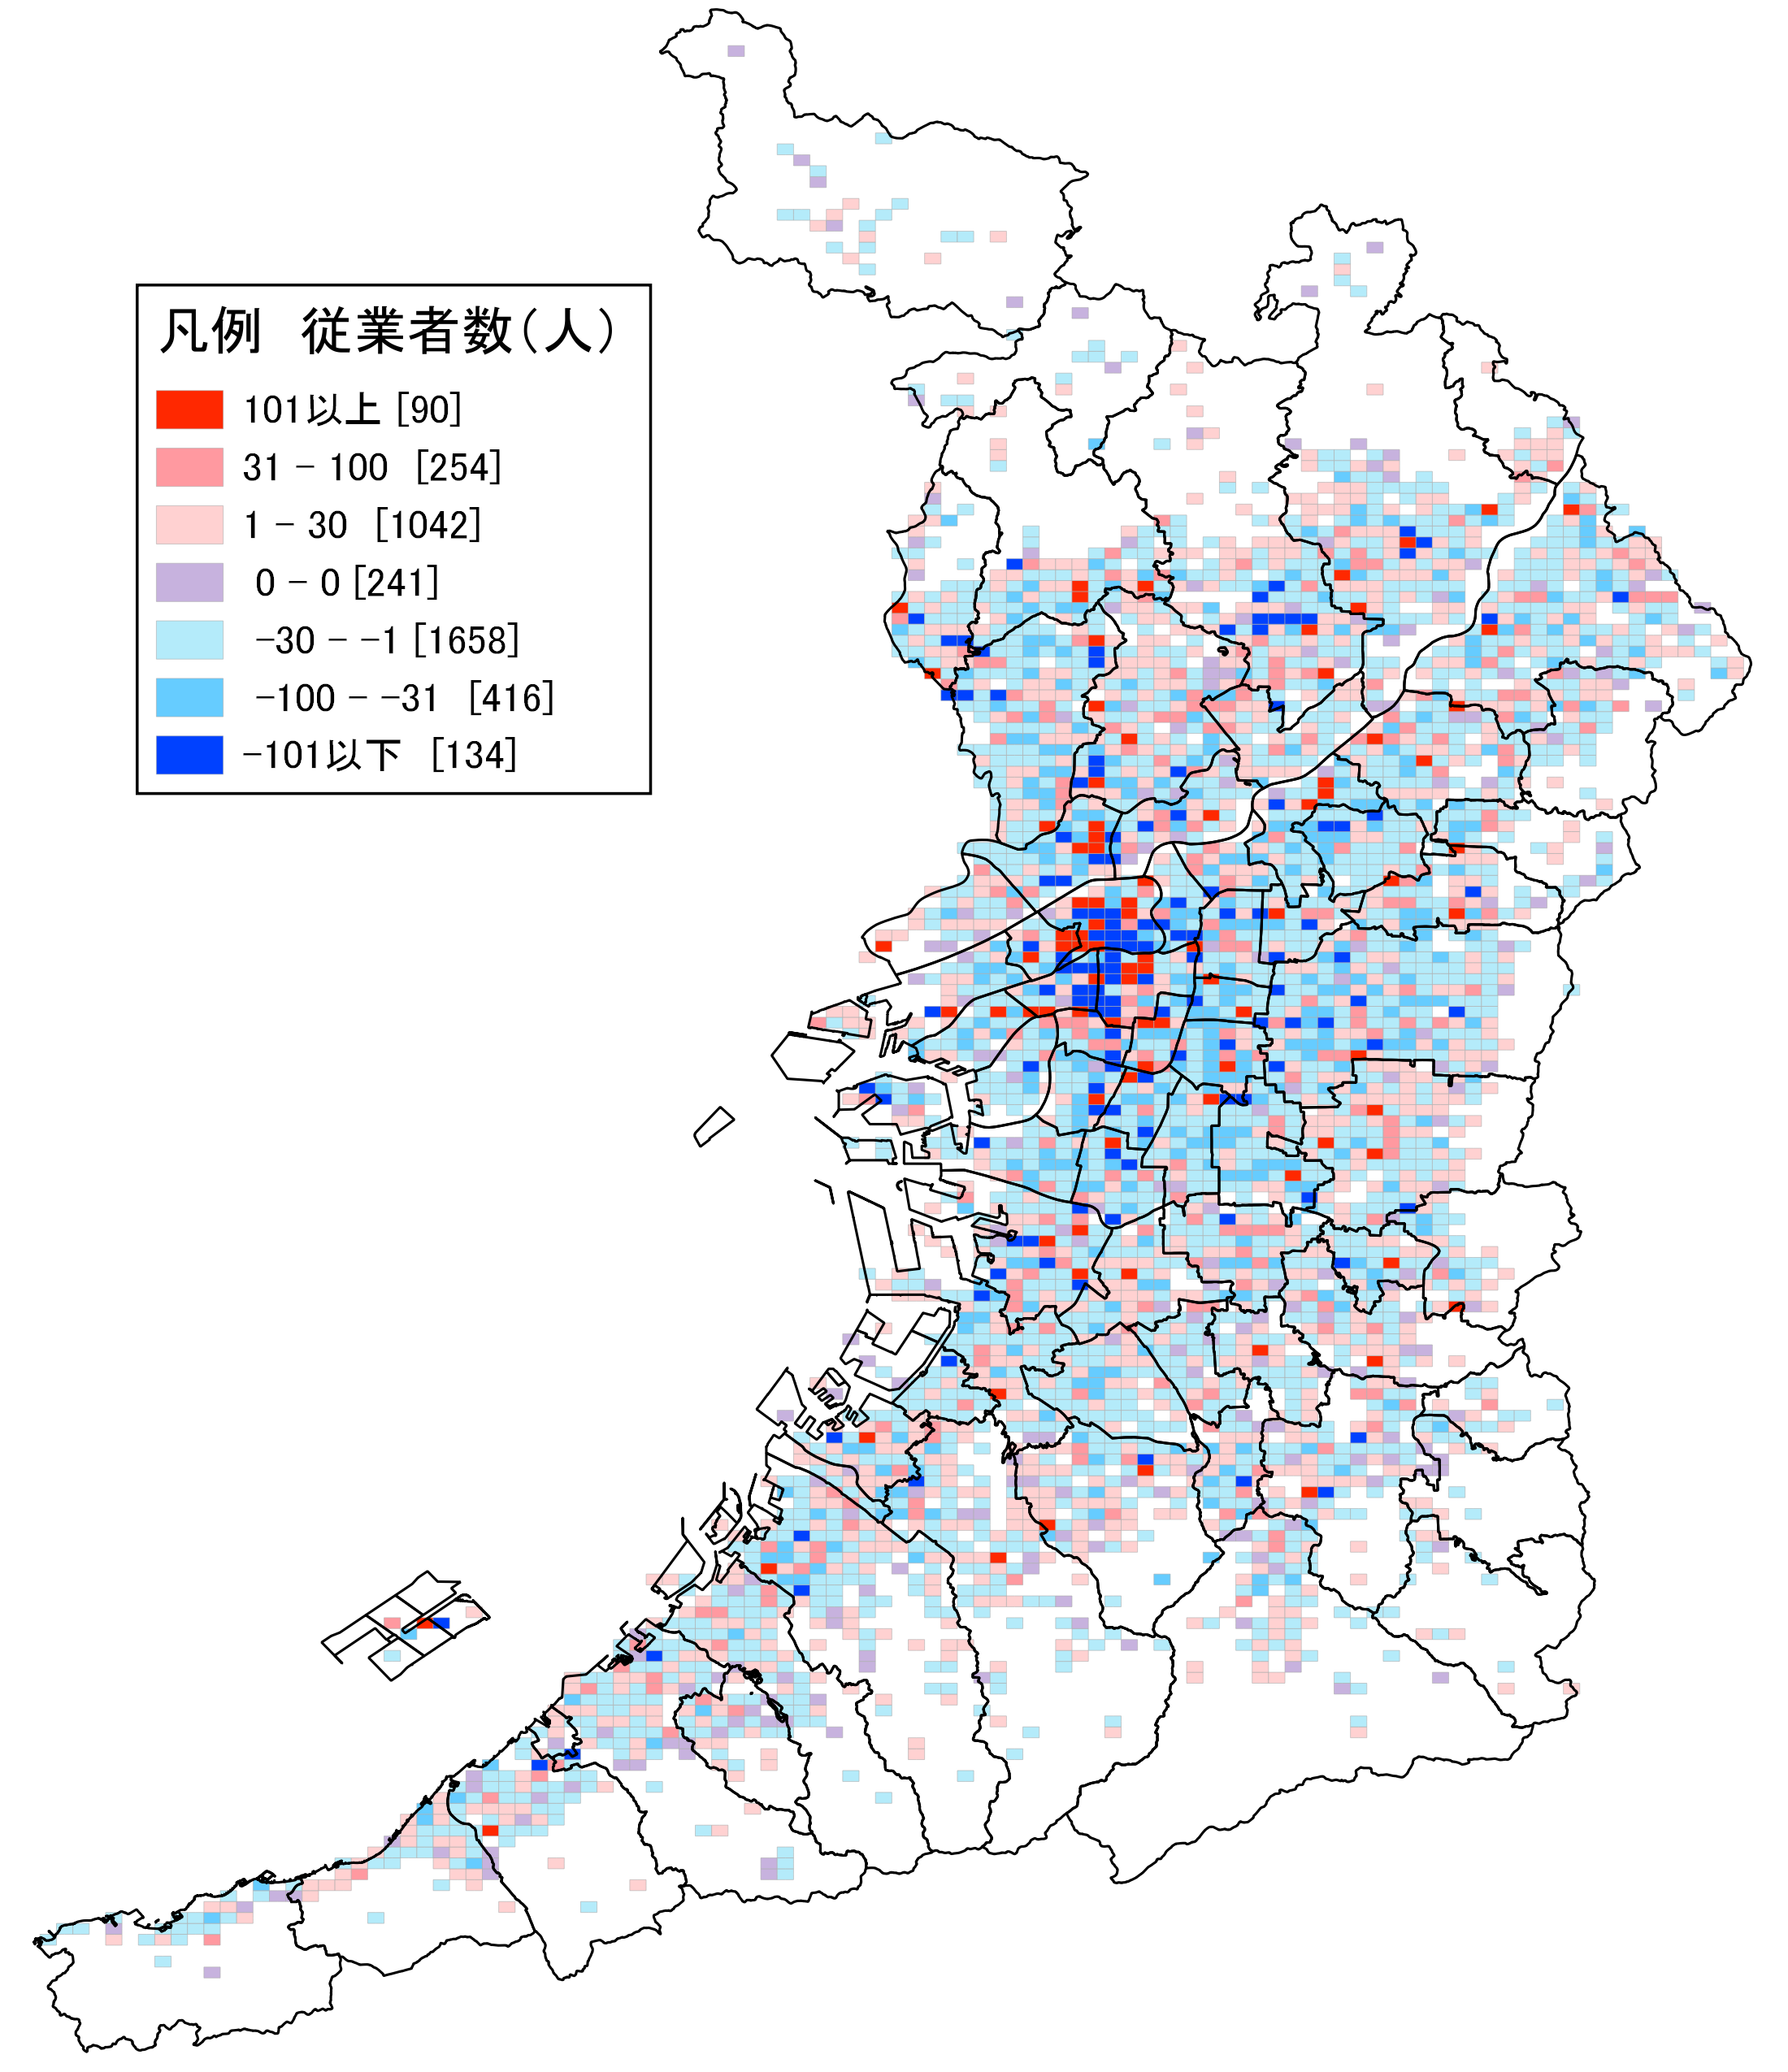 凡例　従業者数(人)
101以上 [90]
31 - 100 [254]
1 - 30 [1042]
0 - 0 [241]
-30 - -1 [1658]
-100 - -31 [416]
-101以下 [134]